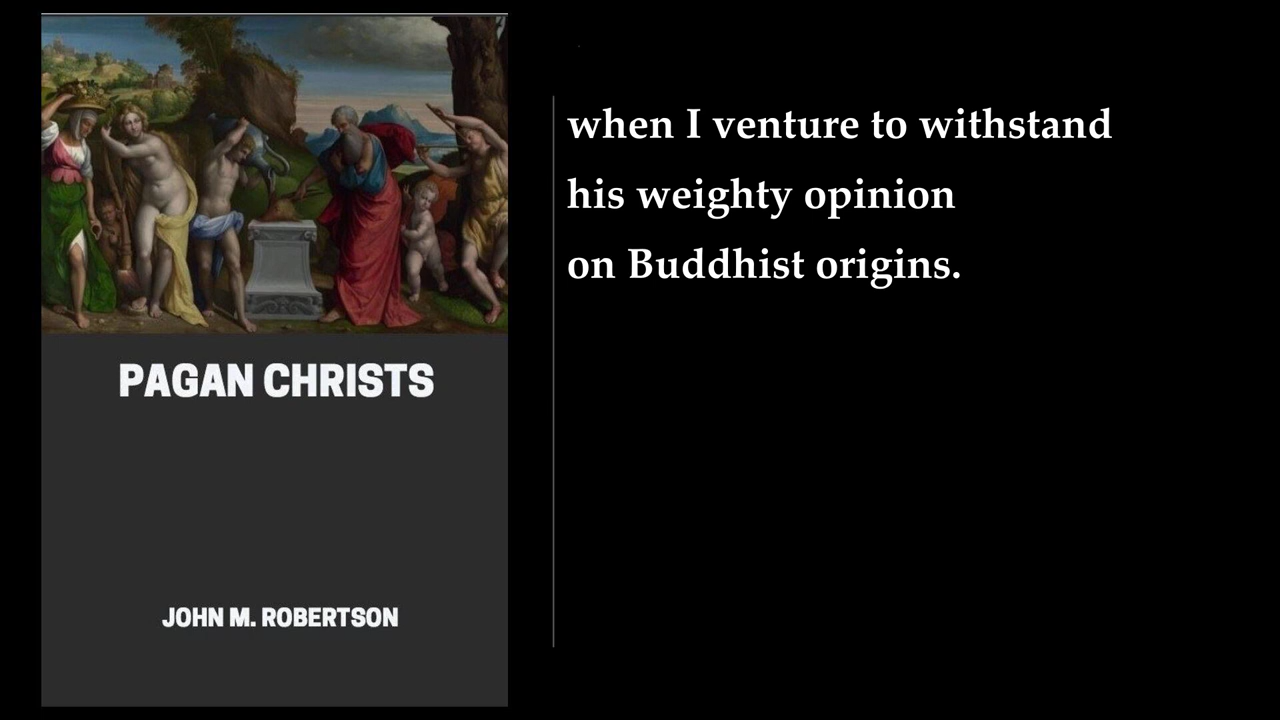 PAGAN CHRISTS
JOHN M. ROBERTSON
when I venture to withstand
his weighty opinion
on Buddhist origins.